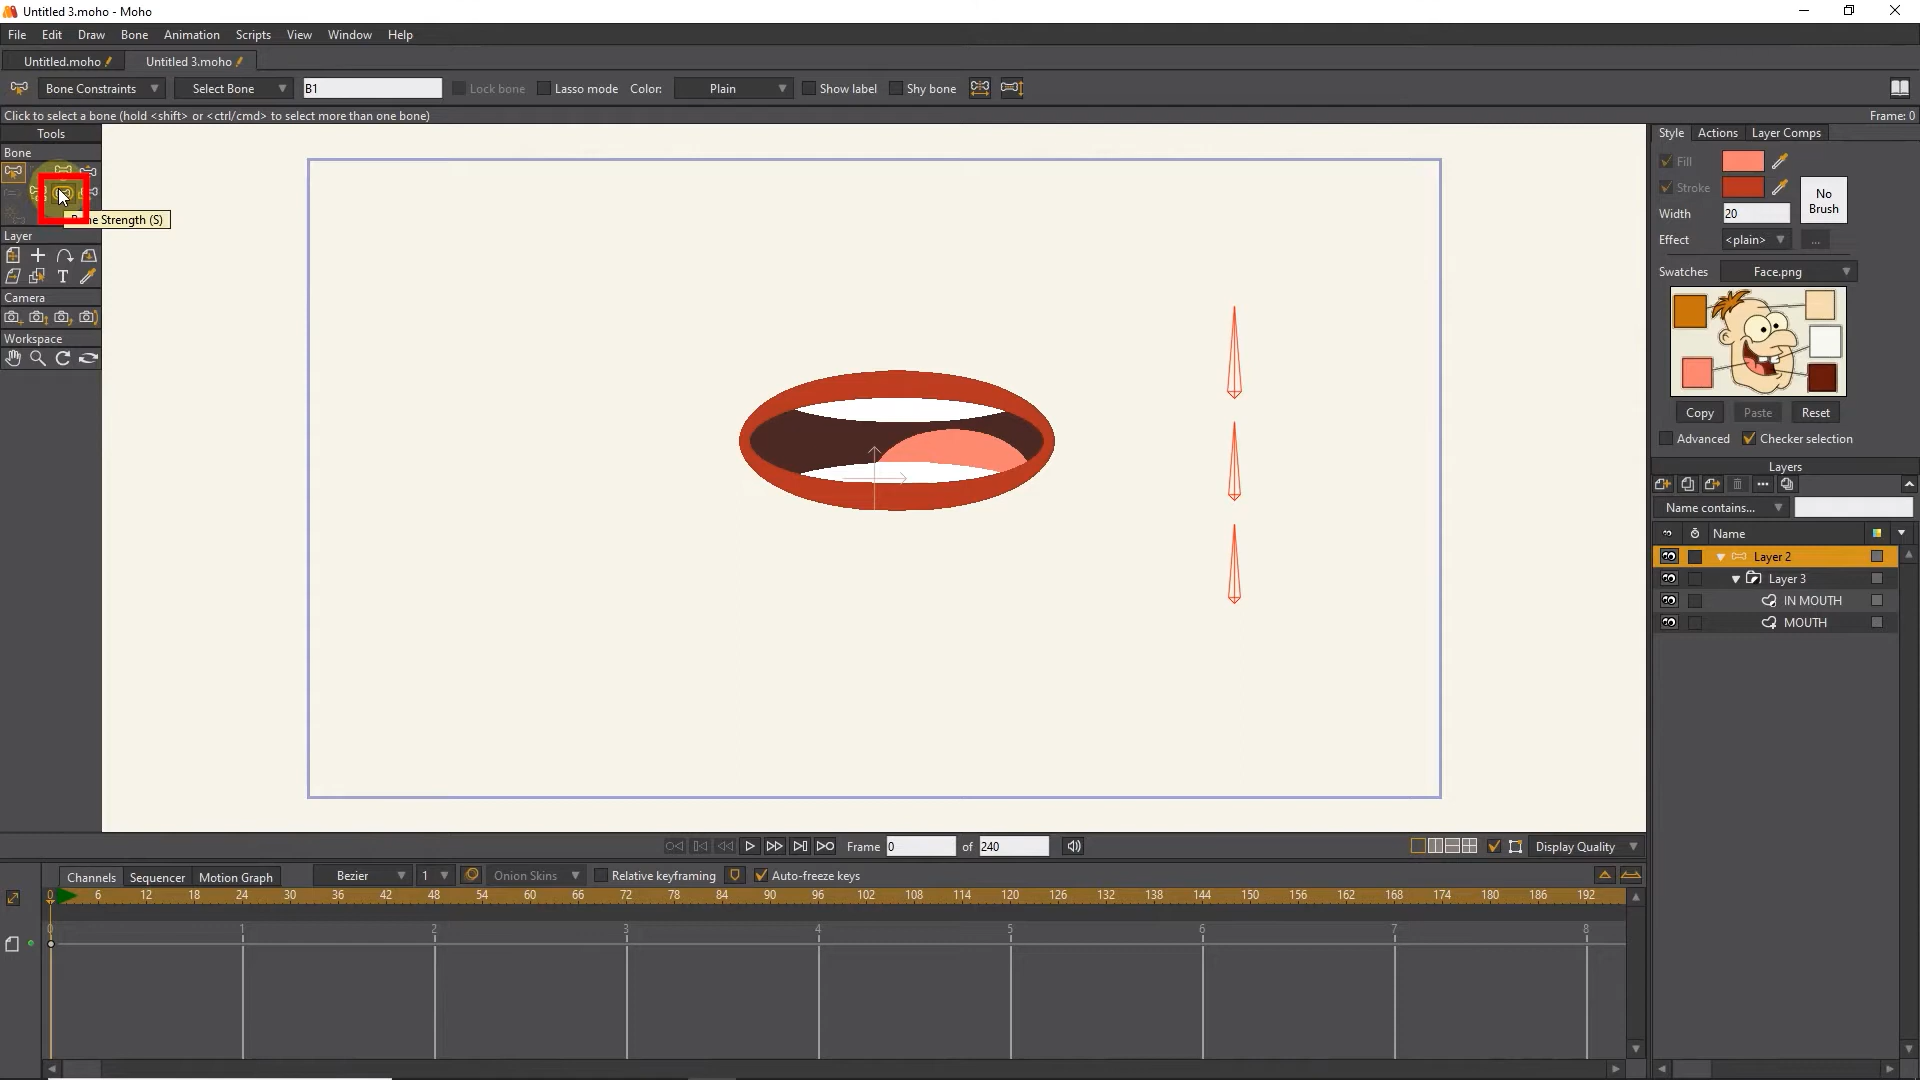 Untitled 3.moho - Moho
File Edit Draw Bone Animation Scripts View Window Help
Untitled.moho Untitled 3.moho
Bone Constraints Select Bone B1 Lock bone Lasso mode Color: Plain Show label Shy bone
Click to select a bone (hold <shift> or <ctrl/cmd> to select more than one bone) Frame: 0
Tools
Bone
Strength (S)
Layer
T
Camera
Workspace
Style Actions Layer Comps
Fill
Stroke
No Brush
Width 20
Effect <plain> ...
Swatches Face.png
Copy Paste Reset
Advanced Checker selection
Layers
Name contains...
Name
Layer 2
Layer 3
IN MOUTH
MOUTH
Frame 0 of 240 Display Quality
Channels Sequencer Motion Graph Bezier 1 Onion Skins Relative keyframing Auto-freeze keys
0 6 12 18 24 30 36 42 48 54 60 66 72 78 84 90 96 102 108 114 120 126 132 138 144 150 156 162 168 174 180 186 192
0 1 2 3 4 5 6 7 8